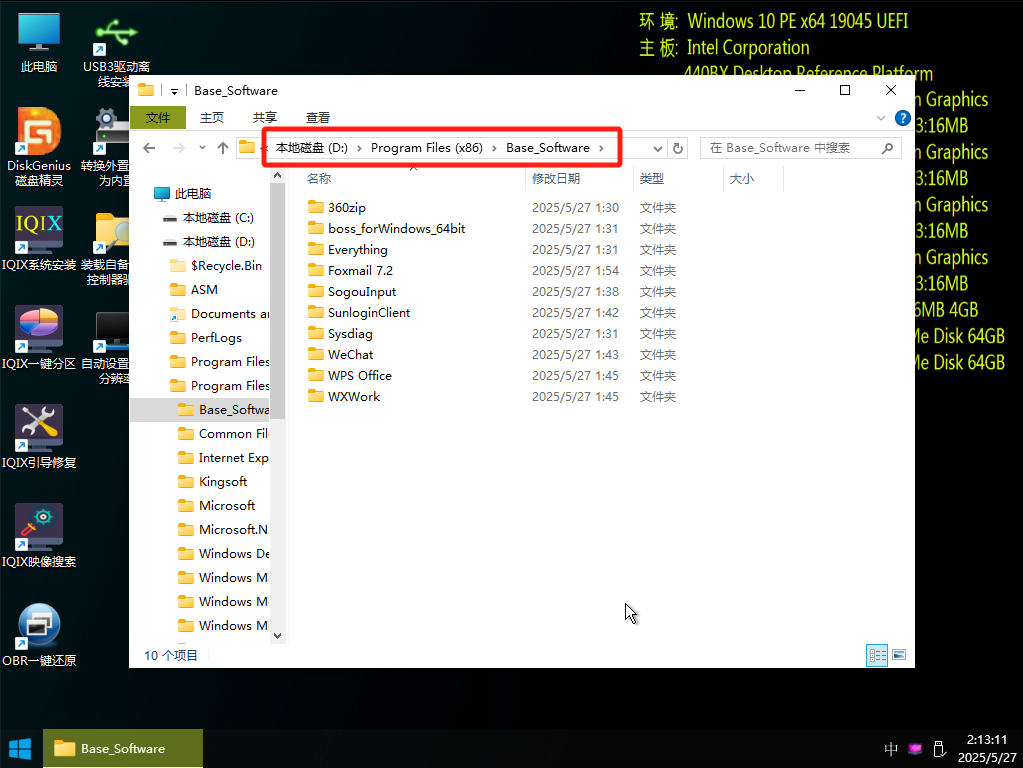 环 境: Windows 10 PE x64 19045 UEFI
主 板: Intel Corporation
440BX Desktop Reference Platform
n Graphics
3:16MB
n Graphics
3:16MB
n Graphics
3:16MB
n Graphics
3:16MB
6MB 4GB
Me Disk 64GB
Me Disk 64GB
此电脑
USB3驱动离
线安装
DiskGenius
磁盘精灵
转换外置
为内置
IQIX
IQIX系统安装
装载自备
控制器驱
IQIX一键分区
自动设置
分辨率
IQIX引导修复
IQIX映像搜索
OBR一键还原
Base_Software
文件
主页
共享
查看
本地磁盘 (D:) › Program Files (x86) › Base_Software ›
在 Base_Software 中搜索
此电脑
本地磁盘 (C:)
本地磁盘 (D:)
$Recycle.Bin
ASM
Documents an
PerfLogs
Program Files
Program Files
Base_Softwa
Common Fil
Internet Exp
Kingsoft
Microsoft
Microsoft.N
Windows De
Windows Ma
Windows M
Windows M
名称 修改日期 类型 大小
360zip 2025/5/27 1:30 文件夹
boss_forWindows_64bit 2025/5/27 1:31 文件夹
Everything 2025/5/27 1:31 文件夹
Foxmail 7.2 2025/5/27 1:54 文件夹
SogouInput 2025/5/27 1:38 文件夹
SunloginClient 2025/5/27 1:42 文件夹
Sysdiag 2025/5/27 1:31 文件夹
WeChat 2025/5/27 1:43 文件夹
WPS Office 2025/5/27 1:45 文件夹
WXWork 2025/5/27 1:45 文件夹
10 个项目
Base_Software
中
2:13:11
2025/5/27